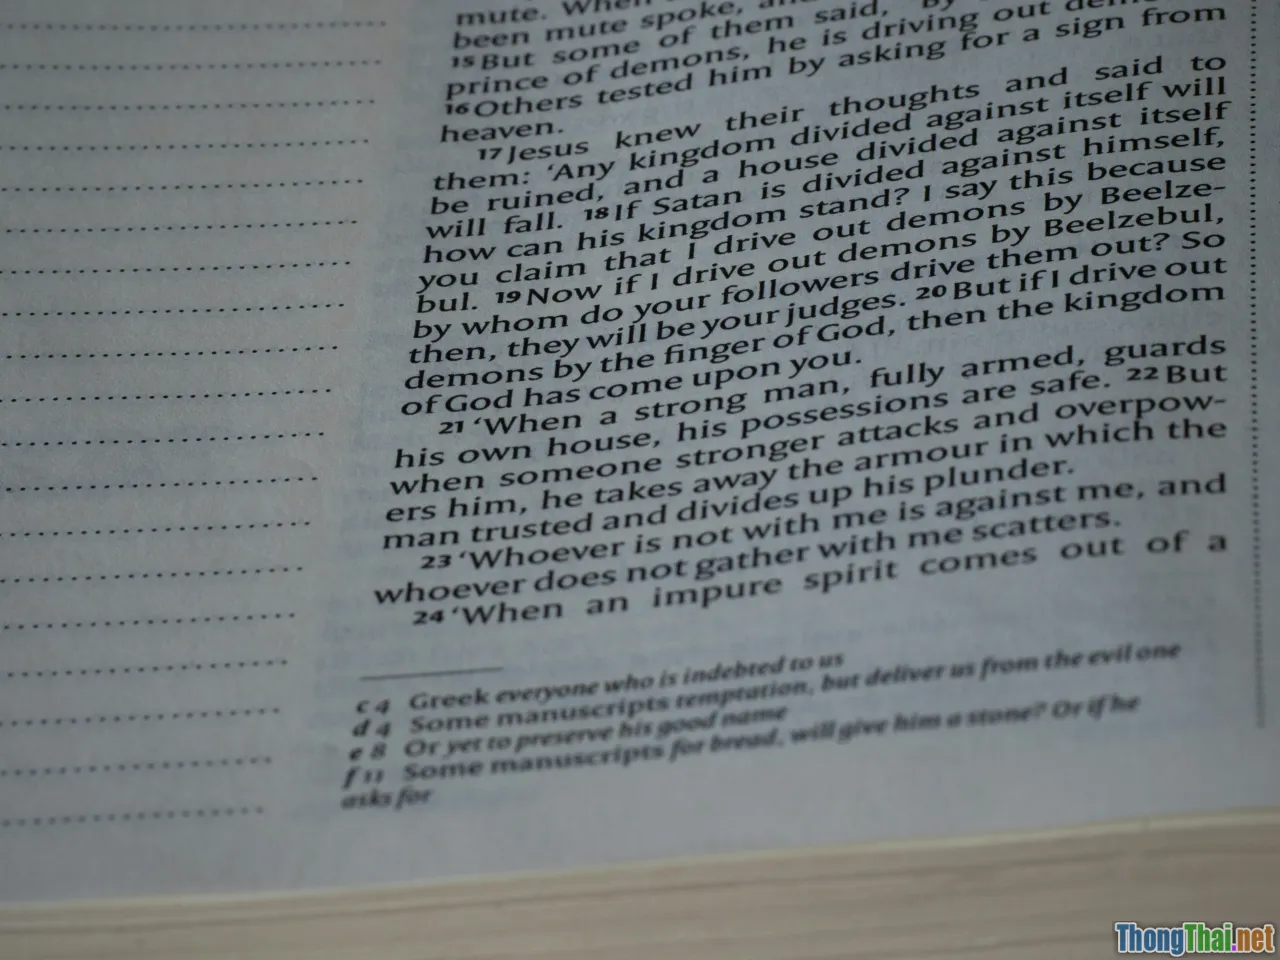 mute. When
been mute spoke,
15 But some of them said, 'By
prince of demons, he is driving out
16 Others tested him by asking for a sign from
heaven.
17 Jesus knew their thoughts and said to
them: 'Any kingdom divided against itself will
be ruined, and a house divided against itself
will fall. 18 If Satan is divided against himself,
how can his kingdom stand? I say this because
you claim that I drive out demons by Beelze-
bul. 19 Now if I drive out demons by Beelzebul,
by whom do your followers drive them out? So
then, they will be your judges. 20 But if I drive out
demons by the finger of God, then the kingdom
of God has come upon you.
21 'When a strong man, fully armed, guards
his own house, his possessions are safe. 22 But
when someone stronger attacks and overpow-
ers him, he takes away the armour in which the
man trusted and divides up his plunder.
23 'Whoever is not with me is against me, and
whoever does not gather with me scatters.
24 'When an impure spirit comes out of a
c 4 Greek everyone who is indebted to us
d 4 Some manuscripts temptation, but deliver us from the evil one
e 8 Or yet to preserve his good name
f 11 Some manuscripts for bread, will give him a stone? Or if he
asks for
ThongThai.net